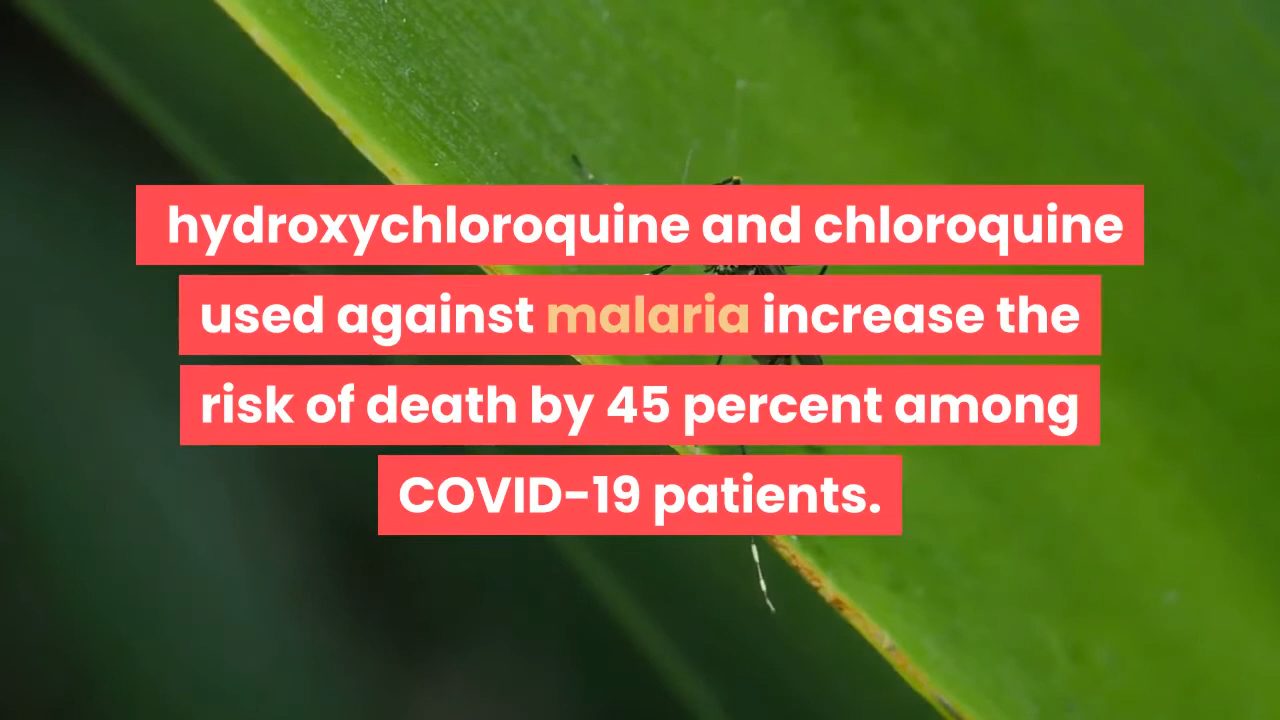 hydroxychloroquine and chloroquine
used against malaria increase the
risk of death by 45 percent among
COVID-19 patients.